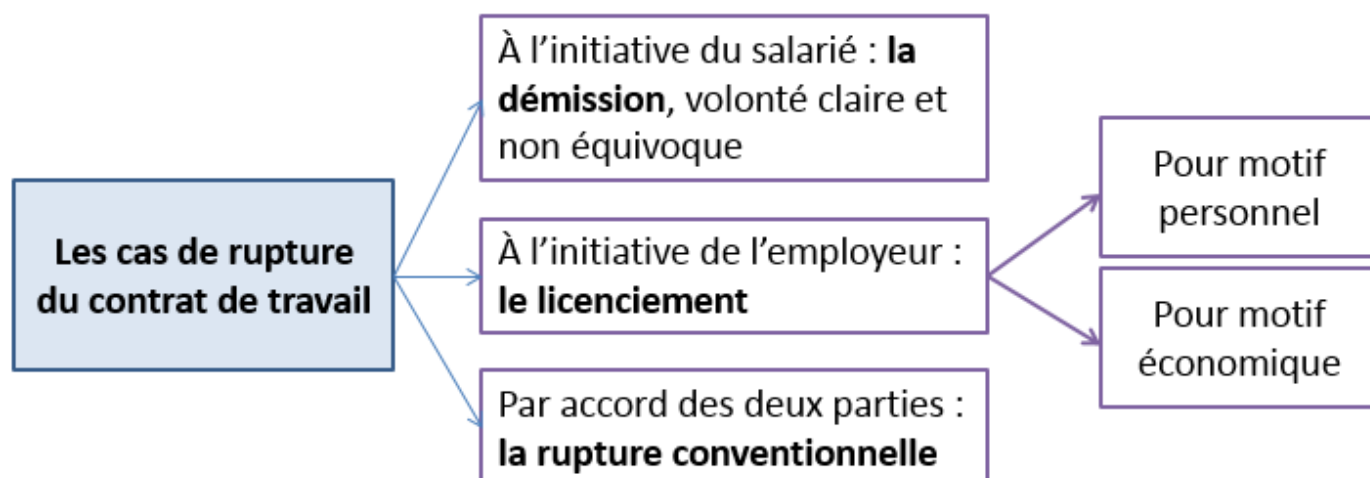 Les cas de rupture
du contrat de travail
À l’initiative du salarié : la
démission, volonté claire et
non équivoque
À l’initiative de l’employeur :
le licenciement
Par accord des deux parties :
la rupture conventionnelle
Pour motif
personnel
Pour motif
économique